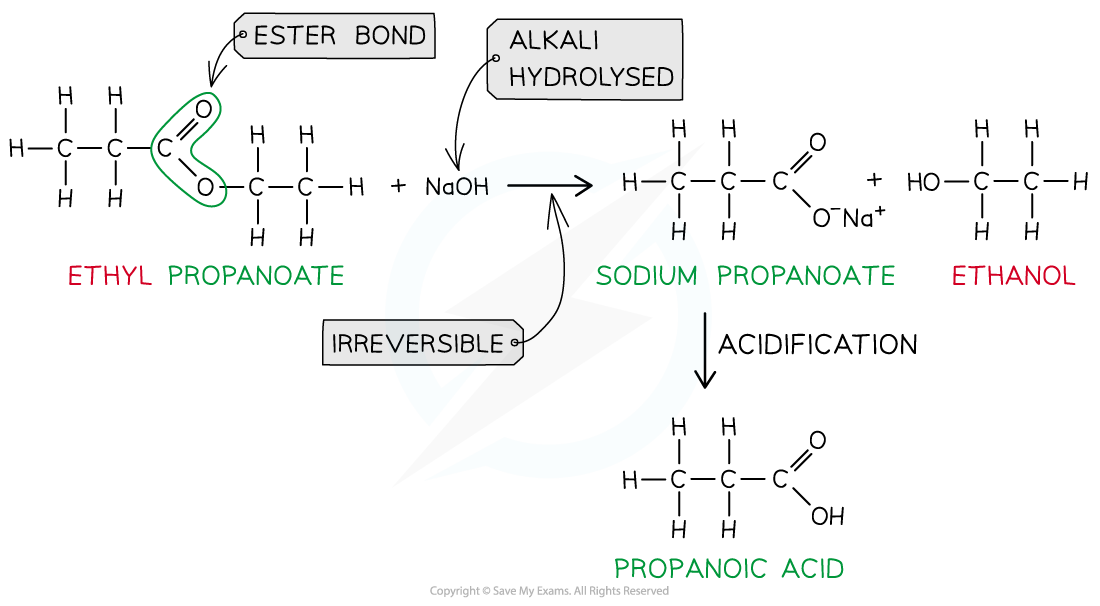 ESTER BOND
ALKALI
HYDROLYSED
H H
O
H C C C H H
H H O C C H + NaOH
H H
H H
O
H C C C + HO C C H
H H O⁻Na⁺ H H
H H
ETHYL PROPANOATE
SODIUM PROPANOATE
ETHANOL
IRREVERSIBLE
ACIDIFICATION
H H
O
H C C C
H H OH
PROPANOIC ACID
Copyright © Save My Exams. All Rights Reserved